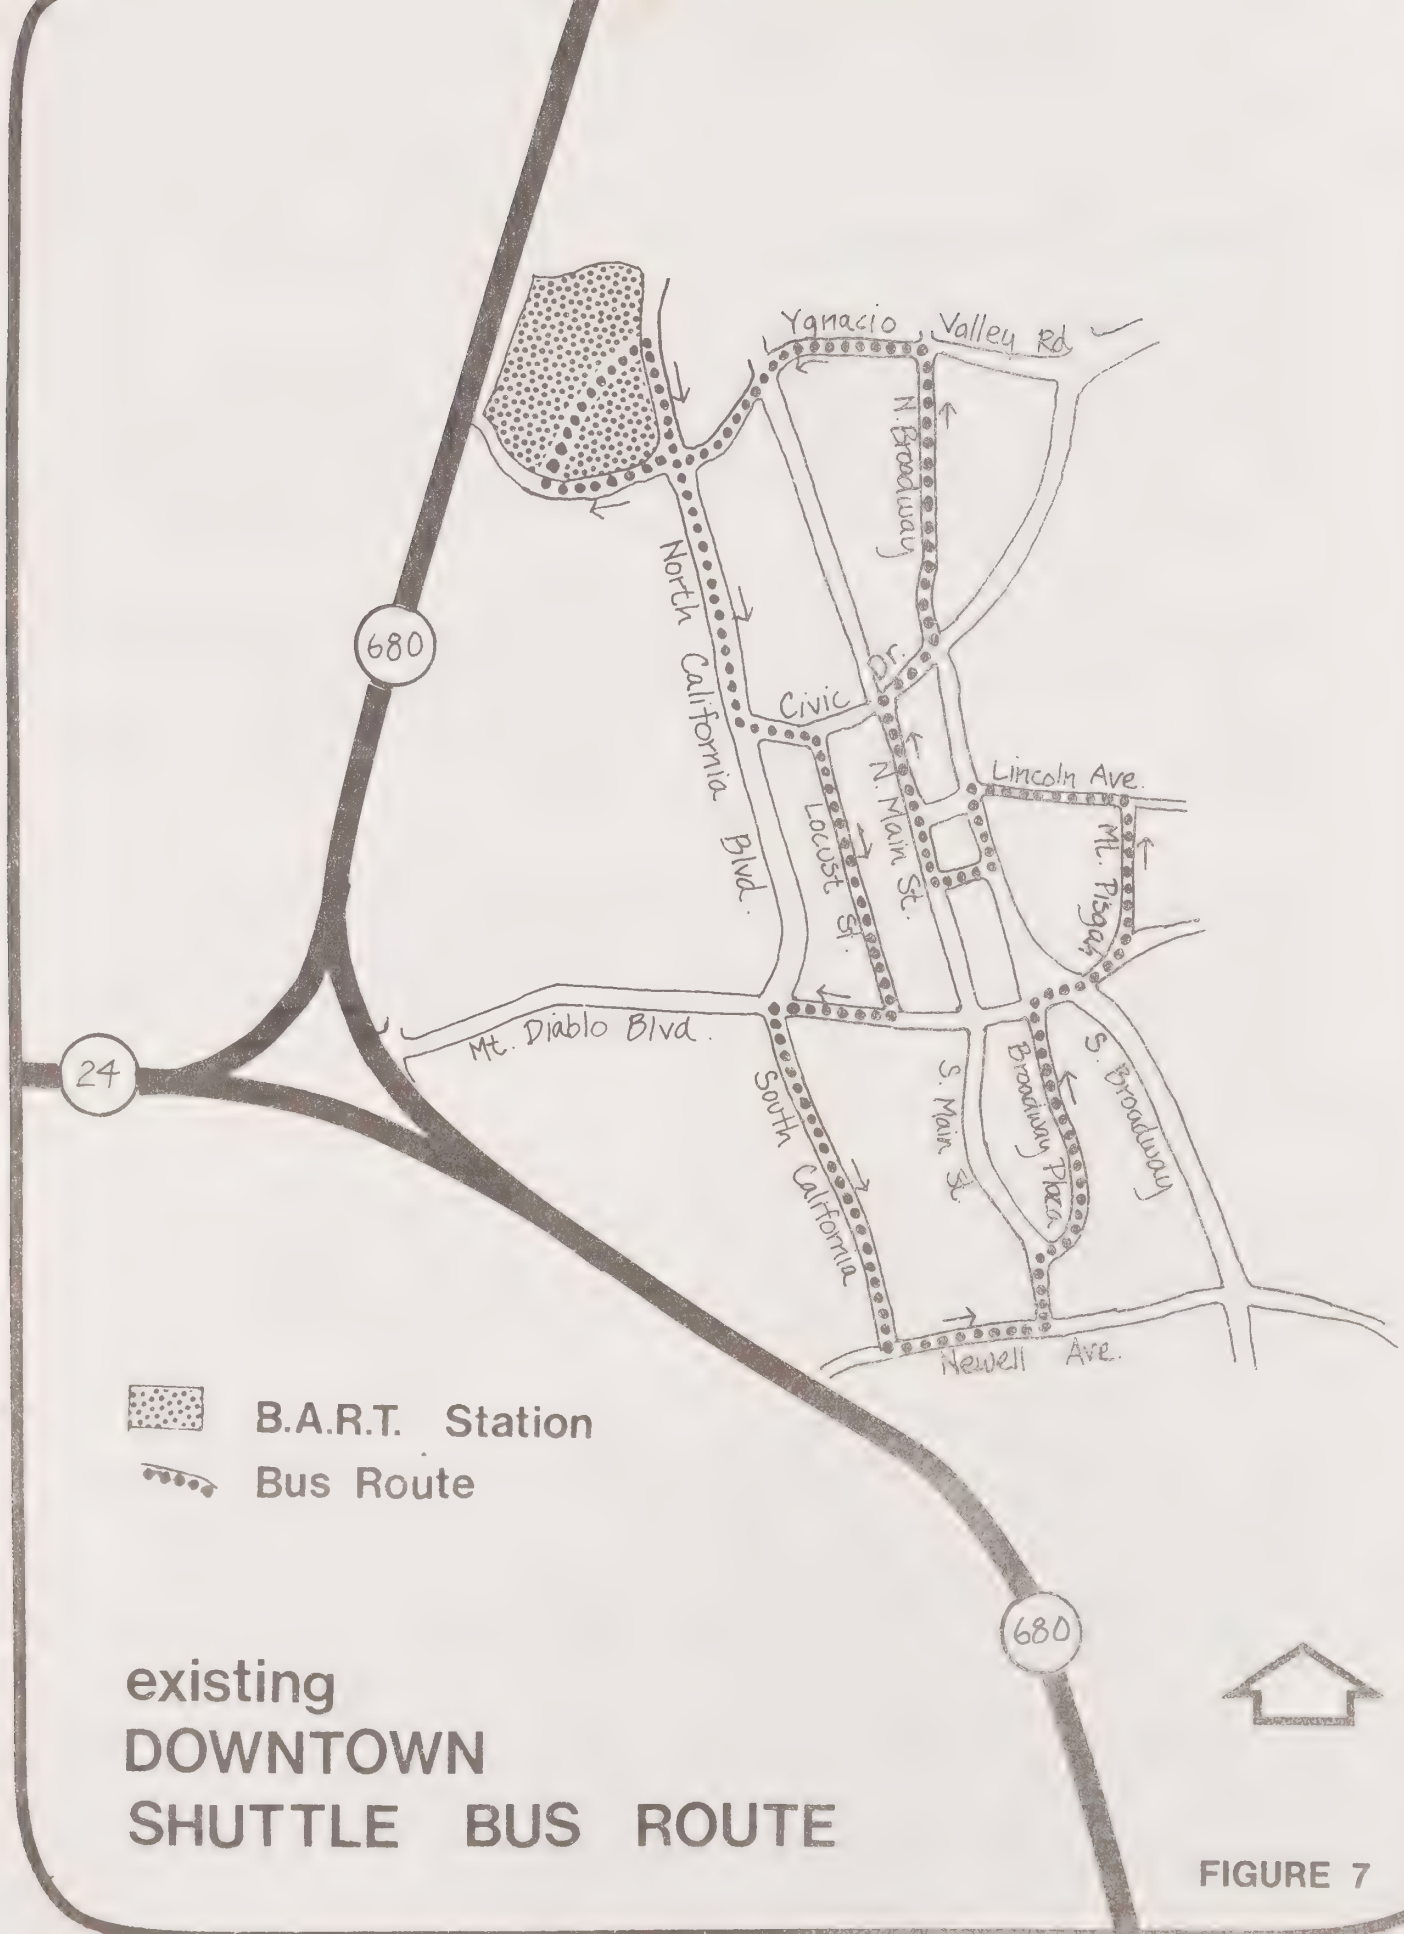 Ygnacio Valley Rd
N. Broadway
680
North California Blvd.
Civic Dr.
Lincoln Ave.
N. Main St.
Locust St.
Mt. Pisgah
24
Mt. Diablo Blvd.
S. Main St.
Broadway Plaza
S. Broadway
South California
Newell Ave.
B.A.R.T. Station
Bus Route
680
existing
DOWNTOWN
SHUTTLE BUS ROUTE
FIGURE 7